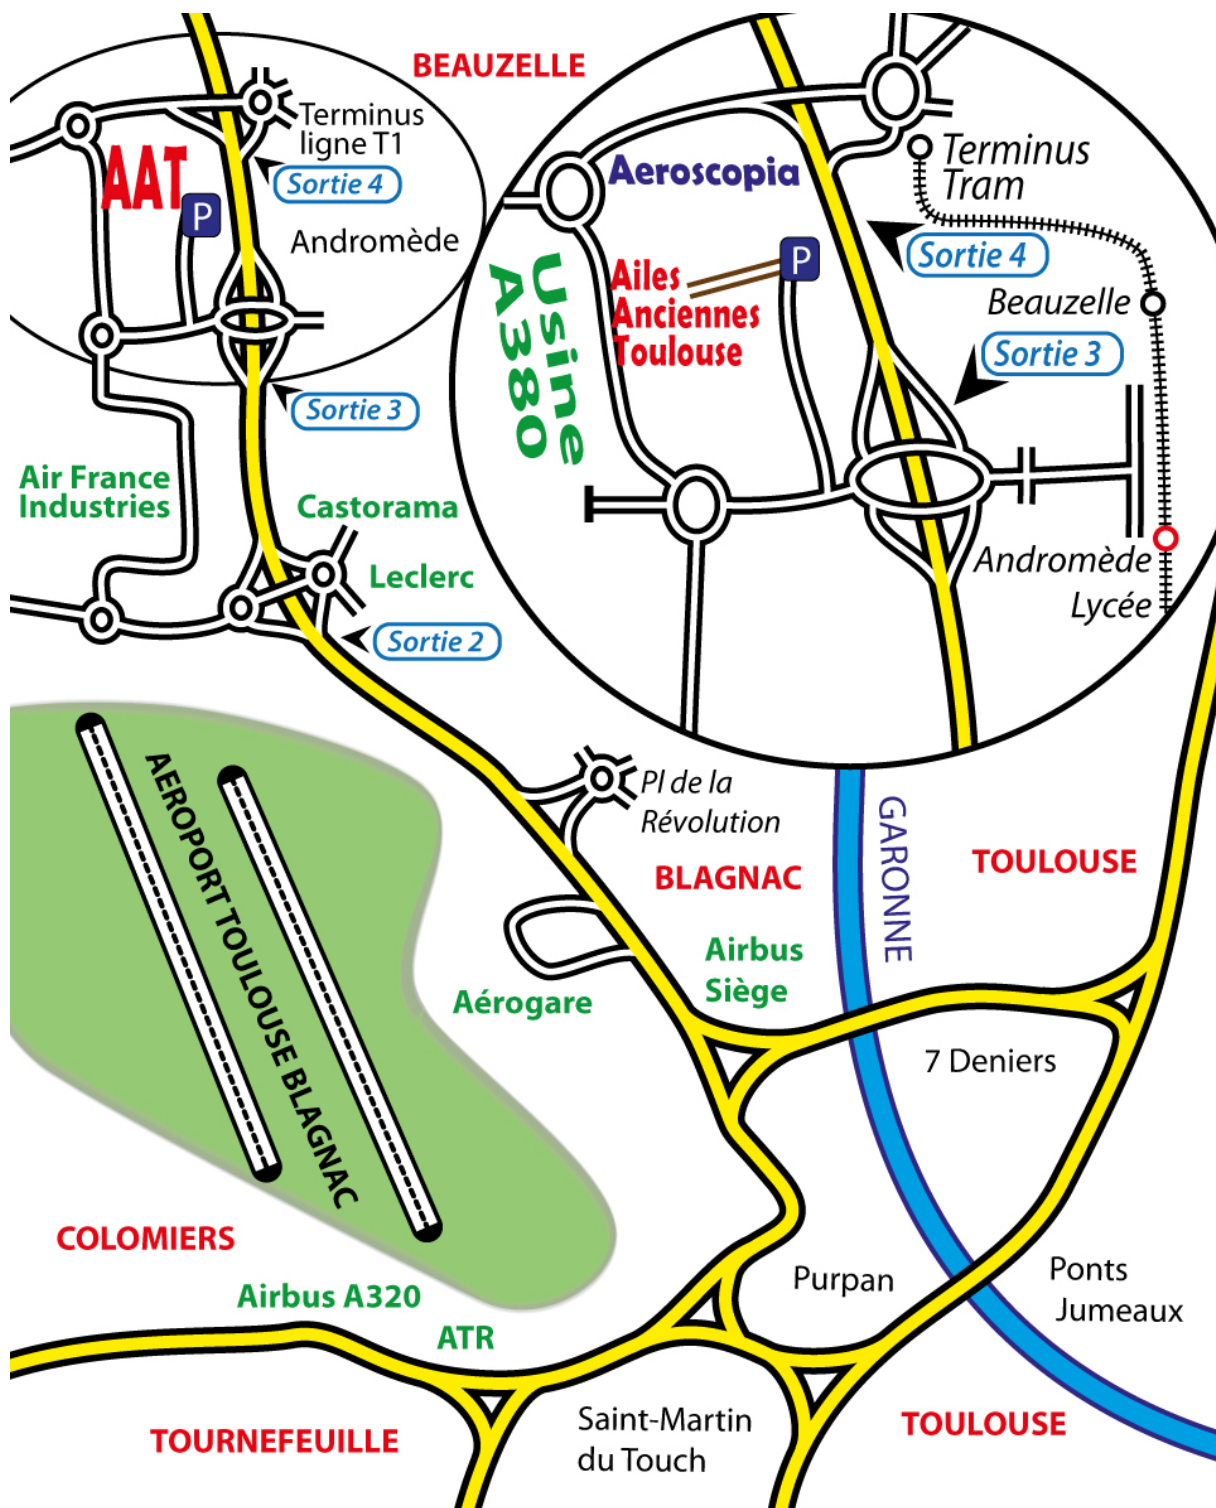 BEAUZELLE
Terminus
ligne T1
AAT
Sortie 4
P
Andromède
Sortie 3
Air France
Industries
Castorama
Leclerc
Sortie 2
Aeroscopia
Terminus
Tram
Sortie 4
Usine
A380
Ailes
Anciennes
Toulouse
P
Beauzelle
Sortie 3
Andromède
Lycée
AEROPORT TOULOUSE BLAGNAC
Pl de la
Révolution
BLAGNAC
GARONNE
TOULOUSE
Airbus
Siège
Aérogare
7 Deniers
COLOMIERS
Airbus A320
ATR
Purpan
Ponts
Jumeaux
TOURNEFEUILLE
Saint-Martin
du Touch
TOULOUSE